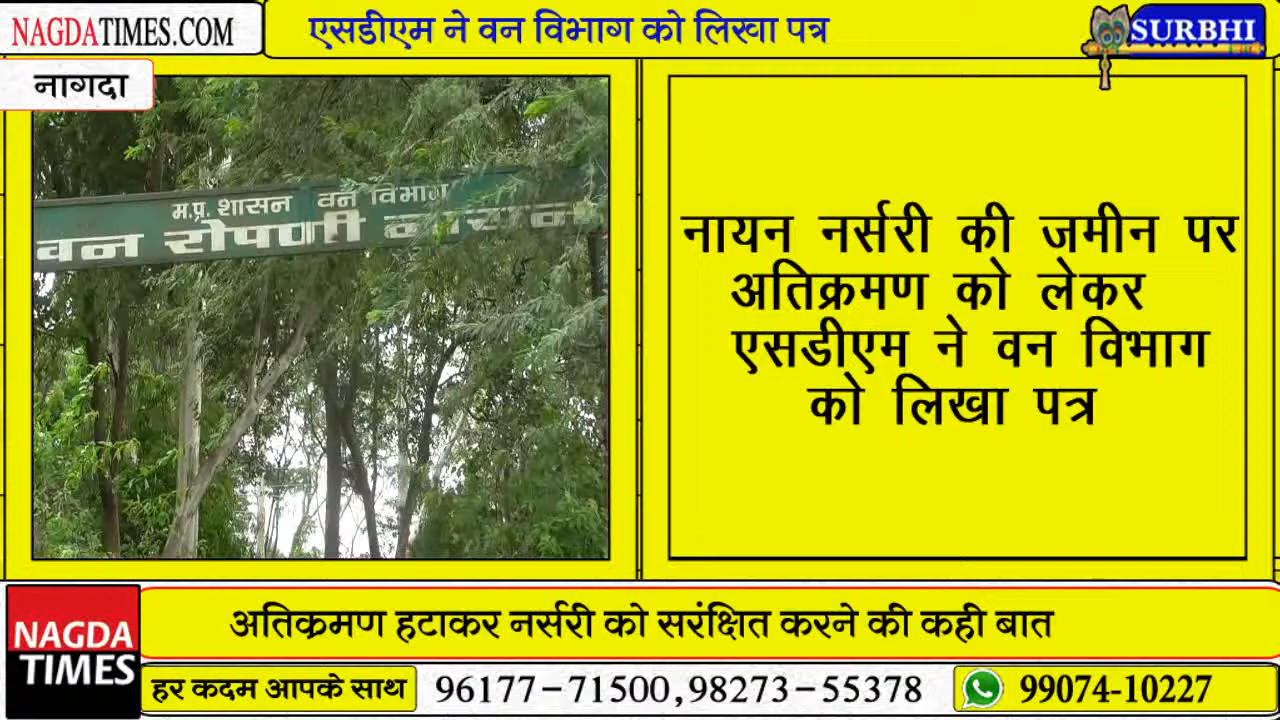 NAGDATIMES.COM
एसडीएम ने वन विभाग को लिखा पत्र
SURBHI
नागदा
म.प्र. शासन वन विभाग
वन रोपणी
नायन नर्सरी की जमीन पर
अतिक्रमण को लेकर
एसडीएम ने वन विभाग
को लिखा पत्र
NAGDA
TIMES
अतिक्रमण हटाकर नर्सरी को सरंक्षित करने की कही बात
हर कदम आपके साथ
96177-71500,98273-55378
99074-10227